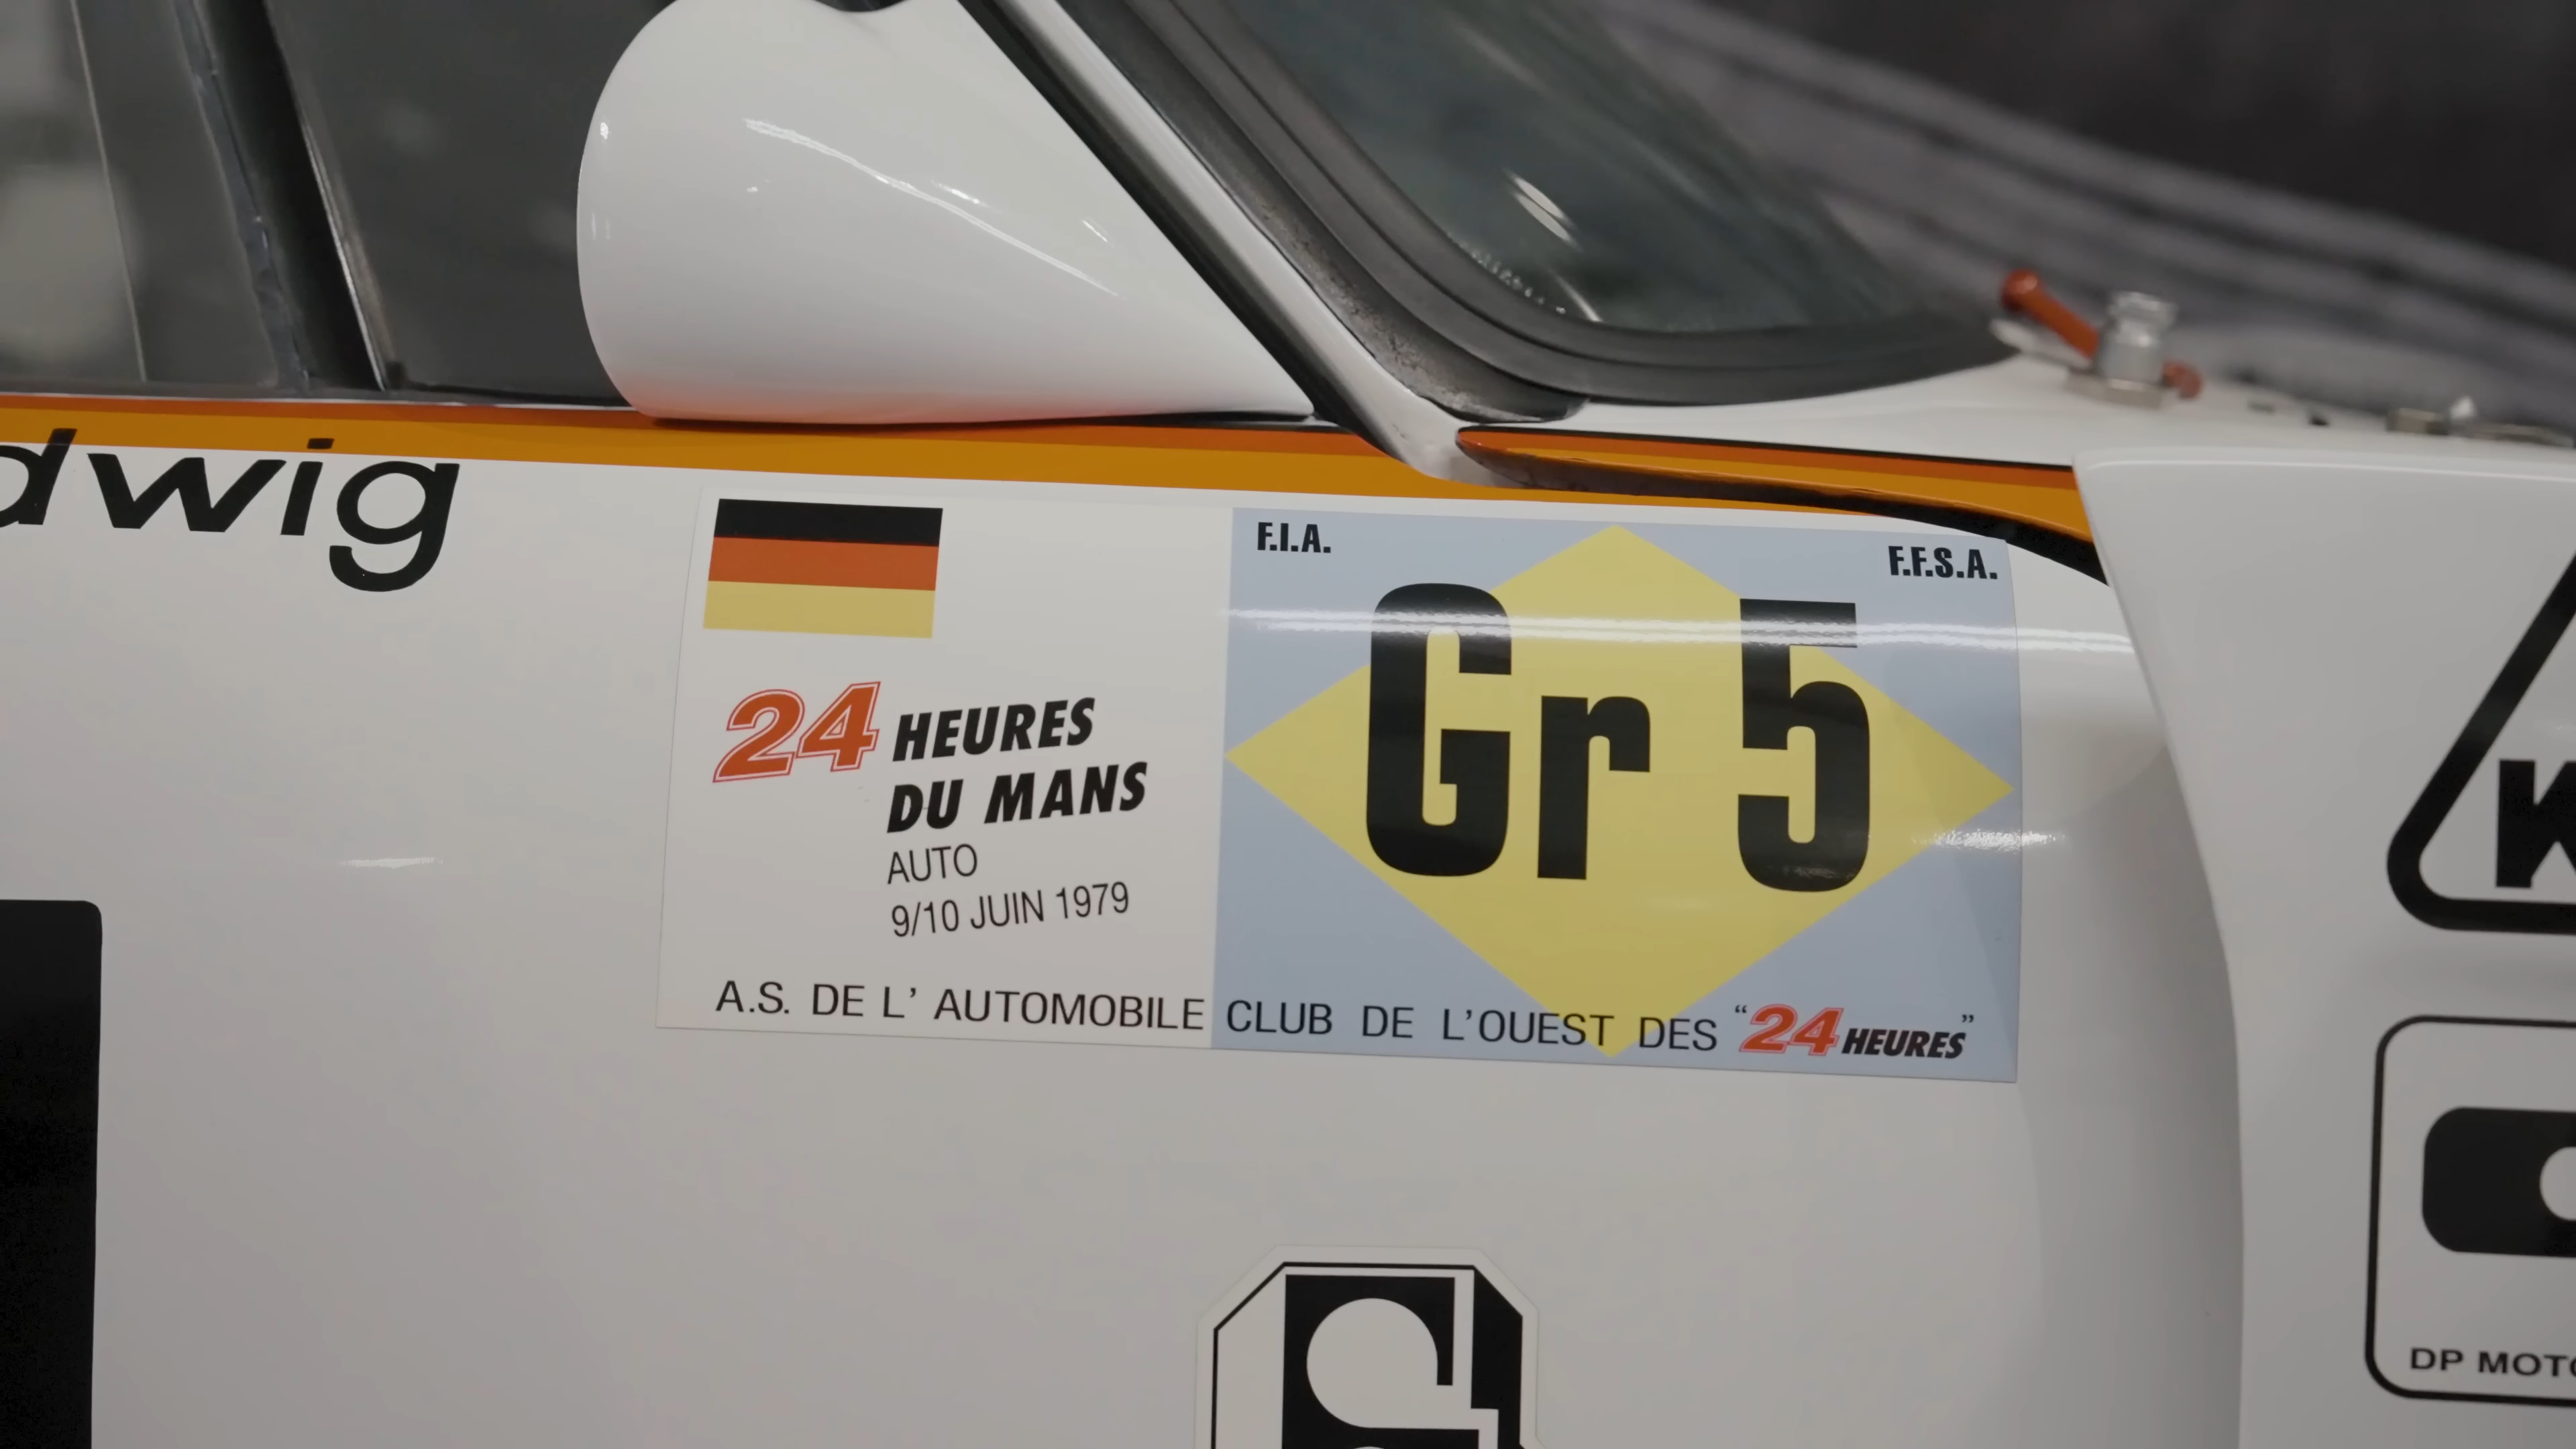 dwig
F.I.A.
F.F.S.A.
Gr 5
24 HEURES
DU MANS
AUTO
9/10 JUIN 1979
A.S. DE L' AUTOMOBILE CLUB DE L'OUEST DES “24 HEURES”
K
DP MOTO